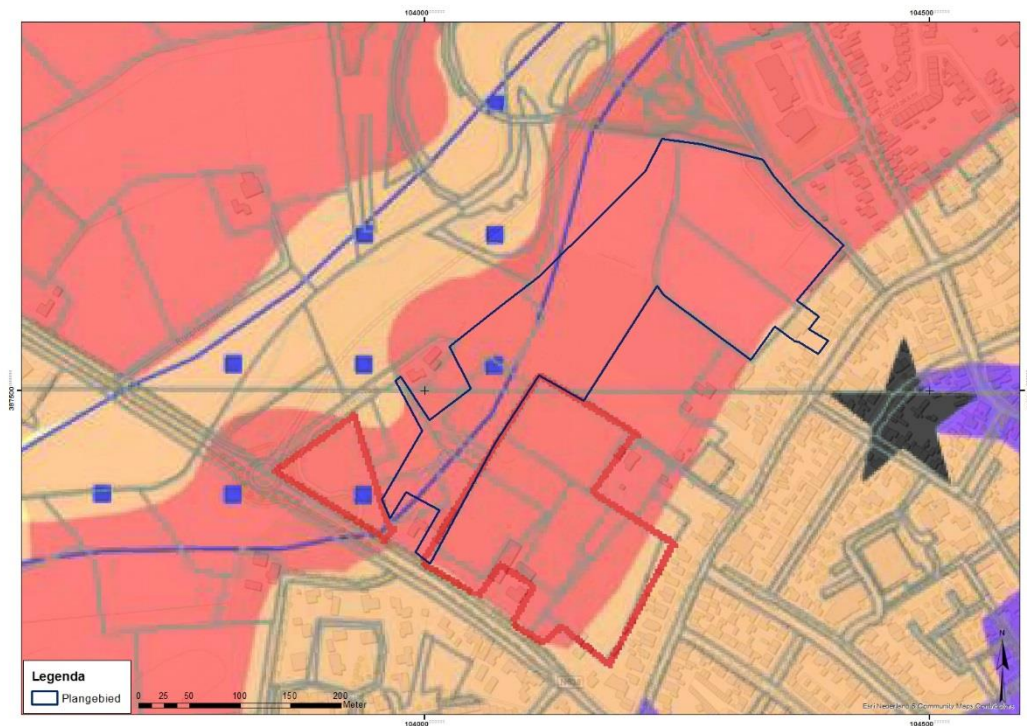 104000
104500
387500
Legenda
Plangebied
0 25 50 100 150 200
Meter
N
Esri Nederland & Community Maps Contributors
104000
104500